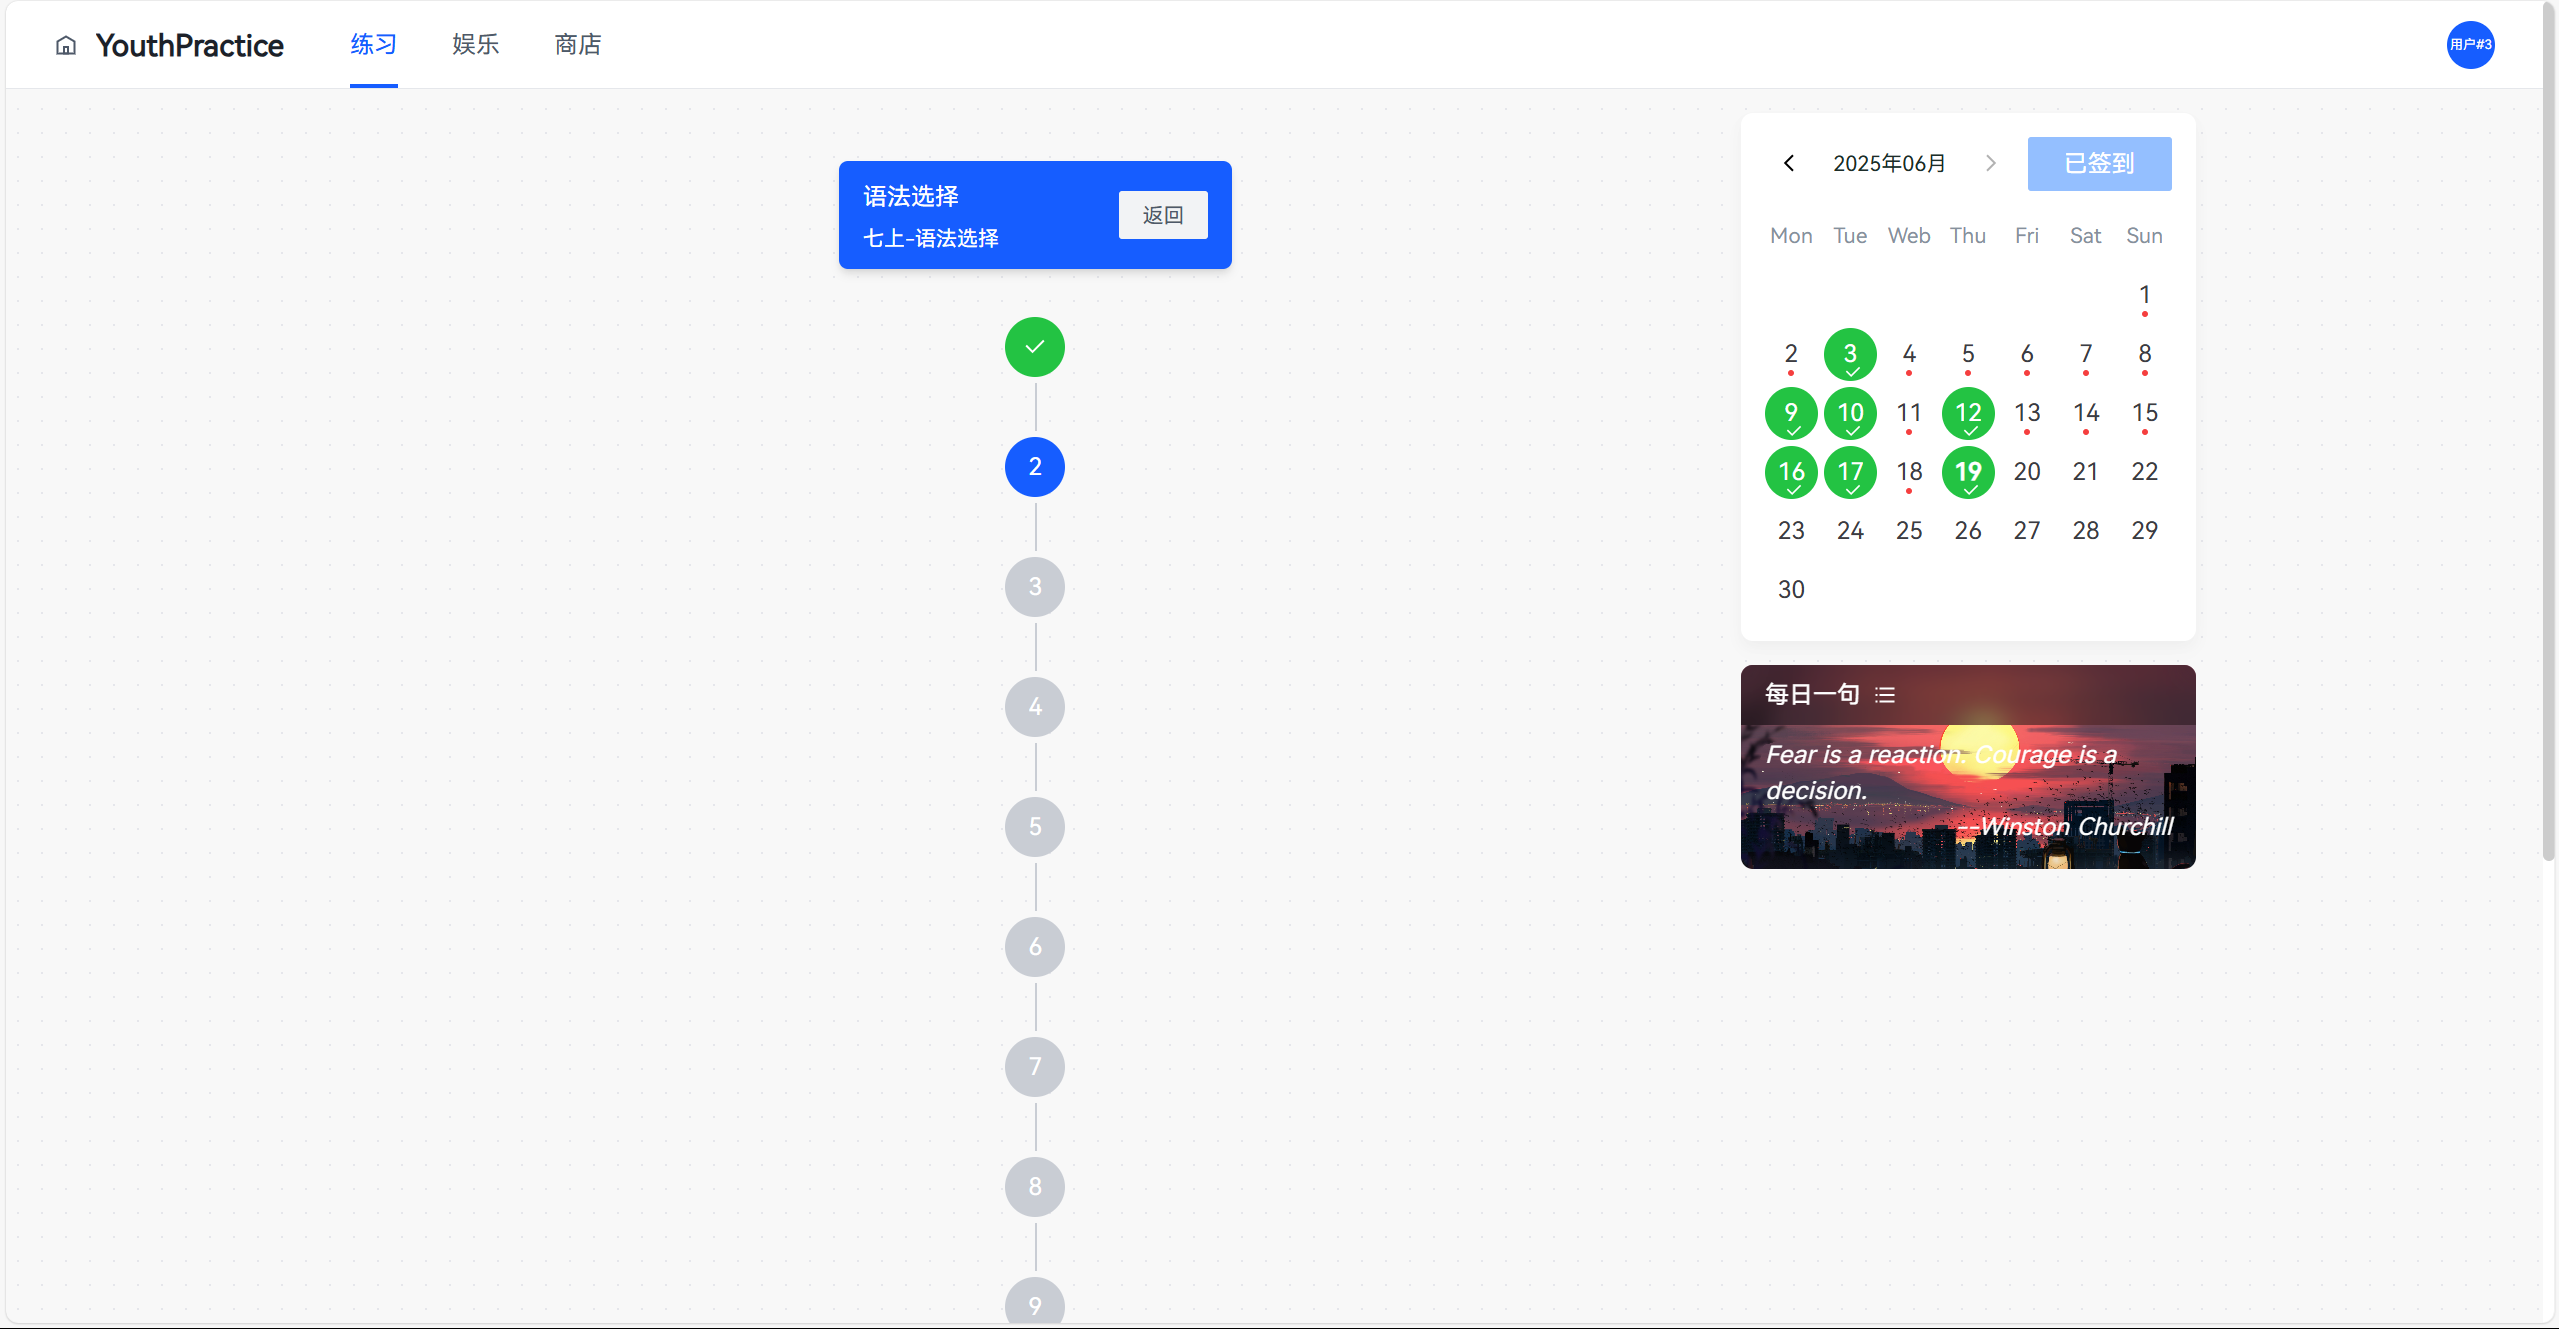 YouthPractice 练习 娱乐 商店 用户#3
语法选择
七上-语法选择
返回
2
3
4
5
6
7
8
9
2025年06月 已签到
Mon Tue Web Thu Fri Sat Sun
1
2 3 4 5 6 7 8
9 10 11 12 13 14 15
16 17 18 19 20 21 22
23 24 25 26 27 28 29
30
每日一句
Fear is a reaction. Courage is a
decision.
--Winston Churchill